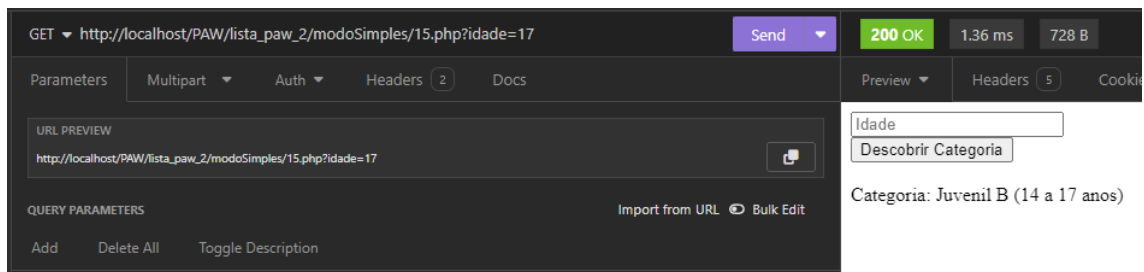 GET http://localhost/PAW/lista_paw_2/modoSimples/15.php?idade=17 Send
200 OK 1.36 ms 728 B
Parameters Multipart Auth Headers 2 Docs
Preview Headers 5 Cookie
URL PREVIEW
http://localhost/PAW/lista_paw_2/modoSimples/15.php?idade=17
QUERY PARAMETERS Import from URL Bulk Edit
Add Delete All Toggle Description
Idade
Descobrir Categoria
Categoria: Juvenil B (14 a 17 anos)